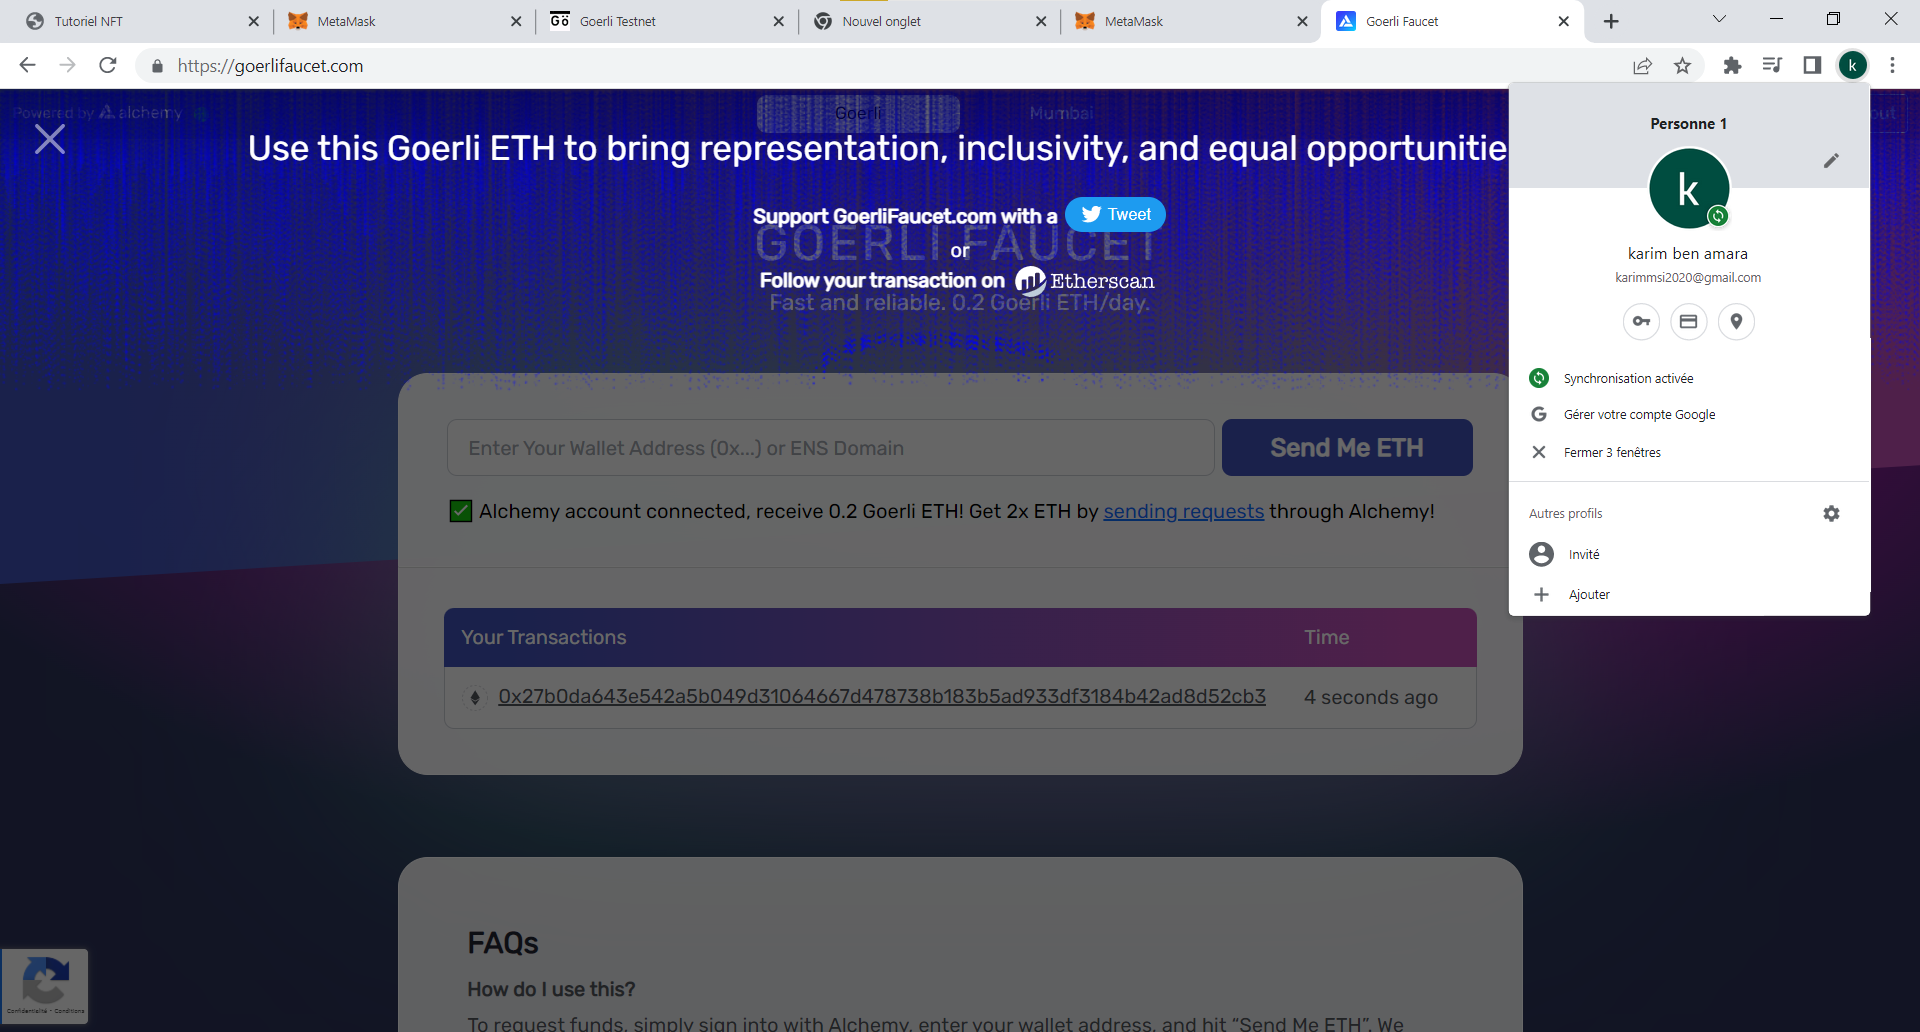 Tutoriel NFT
MetaMask
Goerli Testnet
Nouvel onglet
MetaMask
Goerli Faucet
https://goerlifaucet.com
k
Powered by alchemy
Goerli
Mumbai
out
Use this Goerli ETH to bring representation, inclusivity, and equal opportunitie
Support GoerliFaucet.com with a Tweet
GOERLI FAUCET
or
Follow your transaction on Etherscan
Fast and reliable. 0.2 Goerli ETH/day.
Enter Your Wallet Address (0x...) or ENS Domain
Send Me ETH
Alchemy account connected, receive 0.2 Goerli ETH! Get 2x ETH by sending requests through Alchemy!
Your Transactions
Time
0x27b0da643e542a5b049d31064667d478738b183b5ad933df3184b42ad8d52cb3
4 seconds ago
FAQs
How do I use this?
To request funds, simply sign into with Alchemy, enter your wallet address, and hit “Send Me ETH”. We
Confidentialité - Conditions
Personne 1
k
karim ben amara
karimmsi2020@gmail.com
Synchronisation activée
Gérer votre compte Google
Fermer 3 fenêtres
Autres profils
Invité
Ajouter